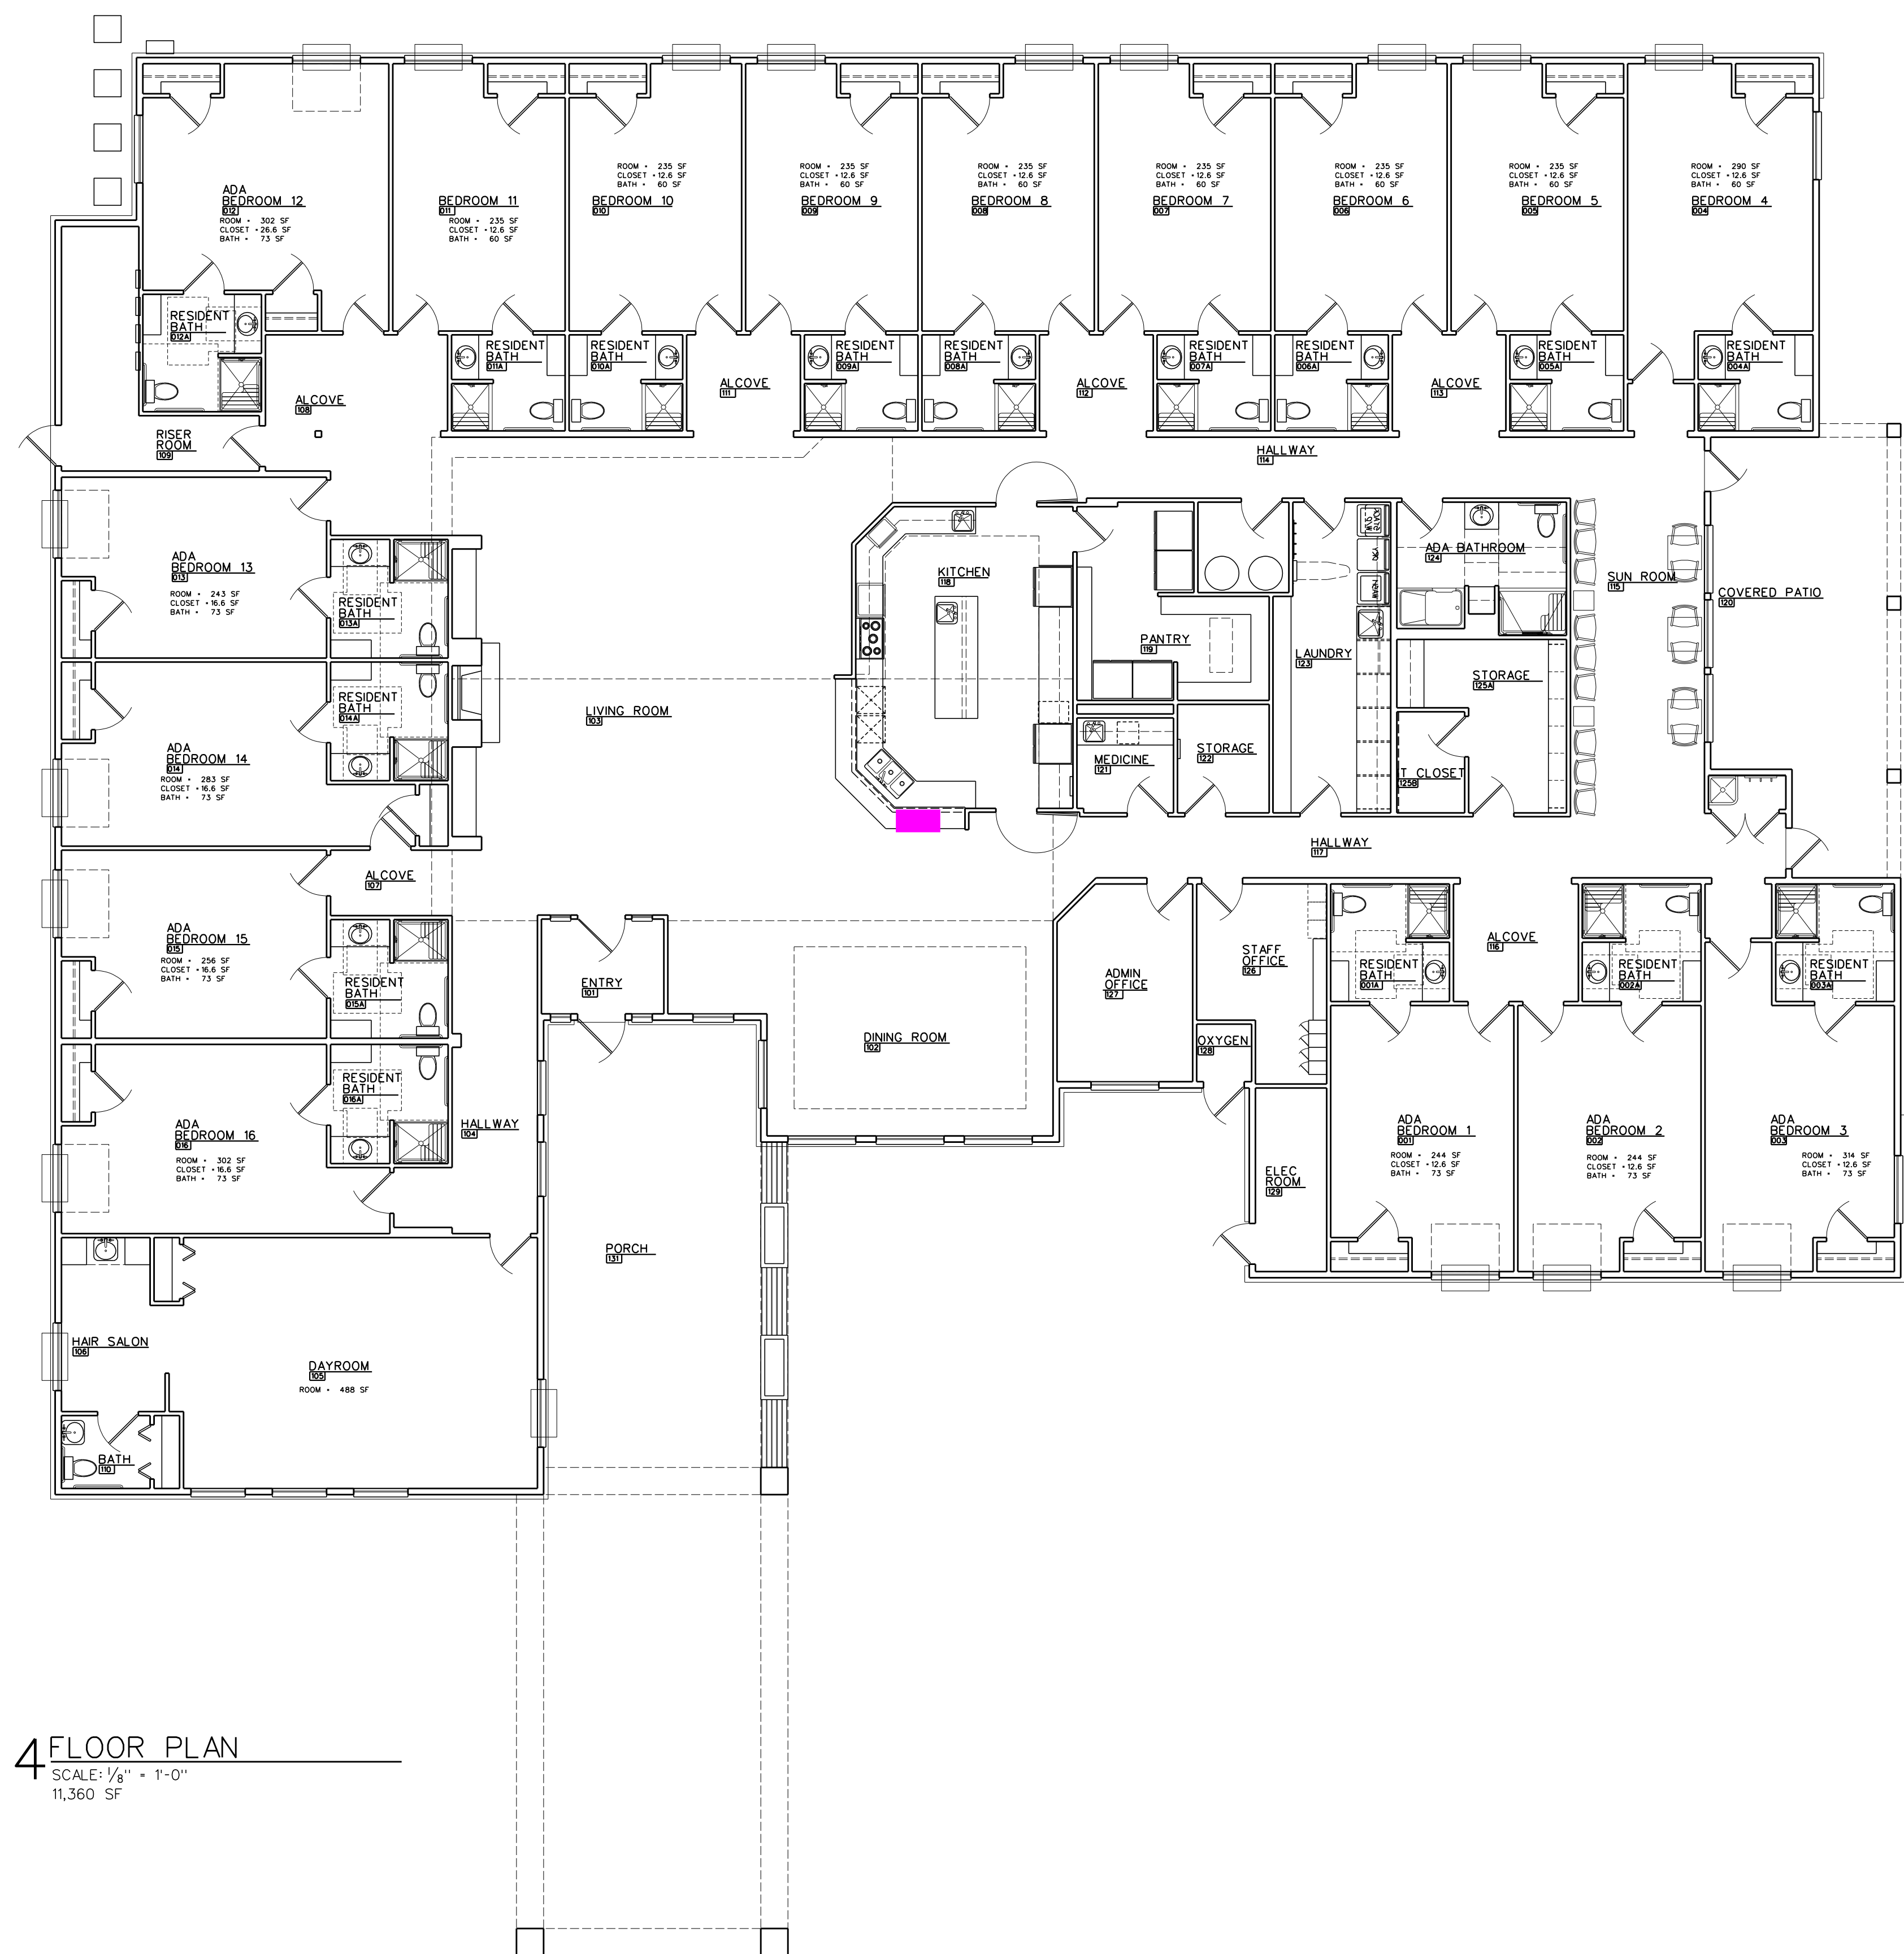 ADA
BEDROOM 12
012
ROOM = 302 SF
CLOSET = 26.6 SF
BATH = 73 SF
BEDROOM 11
011
ROOM = 235 SF
CLOSET = 12.6 SF
BATH = 60 SF
ROOM = 235 SF
CLOSET = 12.6 SF
BATH = 60 SF
BEDROOM 10
010
ROOM = 235 SF
CLOSET = 12.6 SF
BATH = 60 SF
BEDROOM 9
009
ROOM = 235 SF
CLOSET = 12.6 SF
BATH = 60 SF
BEDROOM 8
008
ROOM = 235 SF
CLOSET = 12.6 SF
BATH = 60 SF
BEDROOM 7
007
ROOM = 235 SF
CLOSET = 12.6 SF
BATH = 60 SF
BEDROOM 6
006
ROOM = 235 SF
CLOSET = 12.6 SF
BATH = 60 SF
BEDROOM 5
005
ROOM = 290 SF
CLOSET = 12.6 SF
BATH = 60 SF
BEDROOM 4
004
RESIDENT
BATH
012A
RESIDENT
BATH
011A
RESIDENT
BATH
010A
RESIDENT
BATH
009A
RESIDENT
BATH
008A
RESIDENT
BATH
007A
RESIDENT
BATH
006A
RESIDENT
BATH
005A
RESIDENT
BATH
004A
ALCOVE
108
ALCOVE
111
ALCOVE
112
ALCOVE
113
RISER
ROOM
109
HALLWAY
114
ADA
BEDROOM 13
013
ROOM = 243 SF
CLOSET = 16.6 SF
BATH = 73 SF
RESIDENT
BATH
013A
KITCHEN
118
PANTRY
119
LAUNDRY
123
DRY
WASH
ADA BATHROOM
124
SUN ROOM
115
COVERED PATIO
120
STORAGE
125A
RESIDENT
BATH
014A
LIVING ROOM
103
ADA
BEDROOM 14
014
ROOM = 283 SF
CLOSET = 16.6 SF
BATH = 73 SF
MEDICINE
121
STORAGE
122
IT CLOSET
125B
HALLWAY
117
ALCOVE
107
ADA
BEDROOM 15
015
ROOM = 256 SF
CLOSET = 16.6 SF
BATH = 73 SF
RESIDENT
BATH
015A
ENTRY
101
DINING ROOM
102
ADMIN
OFFICE
127
STAFF
OFFICE
126
OXYGEN
128
RESIDENT
BATH
001A
ALCOVE
116
RESIDENT
BATH
002A
RESIDENT
BATH
003A
RESIDENT
BATH
016A
HALLWAY
104
ADA
BEDROOM 16
016
ROOM = 302 SF
CLOSET = 16.6 SF
BATH = 73 SF
ELEC
ROOM
129
ADA
BEDROOM 1
001
ROOM = 244 SF
CLOSET = 12.6 SF
BATH = 73 SF
ADA
BEDROOM 2
002
ROOM = 244 SF
CLOSET = 12.6 SF
BATH = 73 SF
ADA
BEDROOM 3
003
ROOM = 314 SF
CLOSET = 12.6 SF
BATH = 73 SF
PORCH
131
HAIR SALON
106
DAYROOM
105
ROOM = 488 SF
BATH
110
4 FLOOR PLAN
SCALE: 1/8" = 1'-0"
11,360 SF